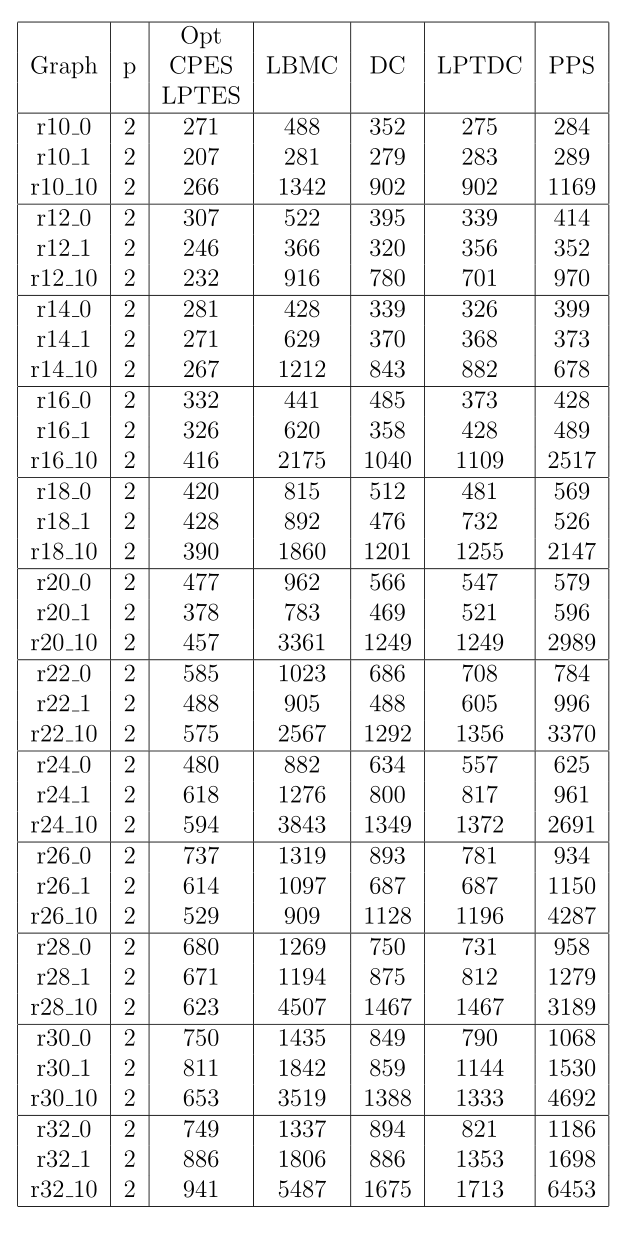 Opt
Graph p CPES LBMC DC LPTDC PPS
LPTES
r10_0 2 271 488 352 275 284
r10_1 2 207 281 279 283 289
r10_10 2 266 1342 902 902 1169
r12_0 2 307 522 395 339 414
r12_1 2 246 366 320 356 352
r12_10 2 232 916 780 701 970
r14_0 2 281 428 339 326 399
r14_1 2 271 629 370 368 373
r14_10 2 267 1212 843 882 678
r16_0 2 332 441 485 373 428
r16_1 2 326 620 358 428 489
r16_10 2 416 2175 1040 1109 2517
r18_0 2 420 815 512 481 569
r18_1 2 428 892 476 732 526
r18_10 2 390 1860 1201 1255 2147
r20_0 2 477 962 566 547 579
r20_1 2 378 783 469 521 596
r20_10 2 457 3361 1249 1249 2989
r22_0 2 585 1023 686 708 784
r22_1 2 488 905 488 605 996
r22_10 2 575 2567 1292 1356 3370
r24_0 2 480 882 634 557 625
r24_1 2 618 1276 800 817 961
r24_10 2 594 3843 1349 1372 2691
r26_0 2 737 1319 893 781 934
r26_1 2 614 1097 687 687 1150
r26_10 2 529 909 1128 1196 4287
r28_0 2 680 1269 750 731 958
r28_1 2 671 1194 875 812 1279
r28_10 2 623 4507 1467 1467 3189
r30_0 2 750 1435 849 790 1068
r30_1 2 811 1842 859 1144 1530
r30_10 2 653 3519 1388 1333 4692
r32_0 2 749 1337 894 821 1186
r32_1 2 886 1806 886 1353 1698
r32_10 2 941 5487 1675 1713 6453